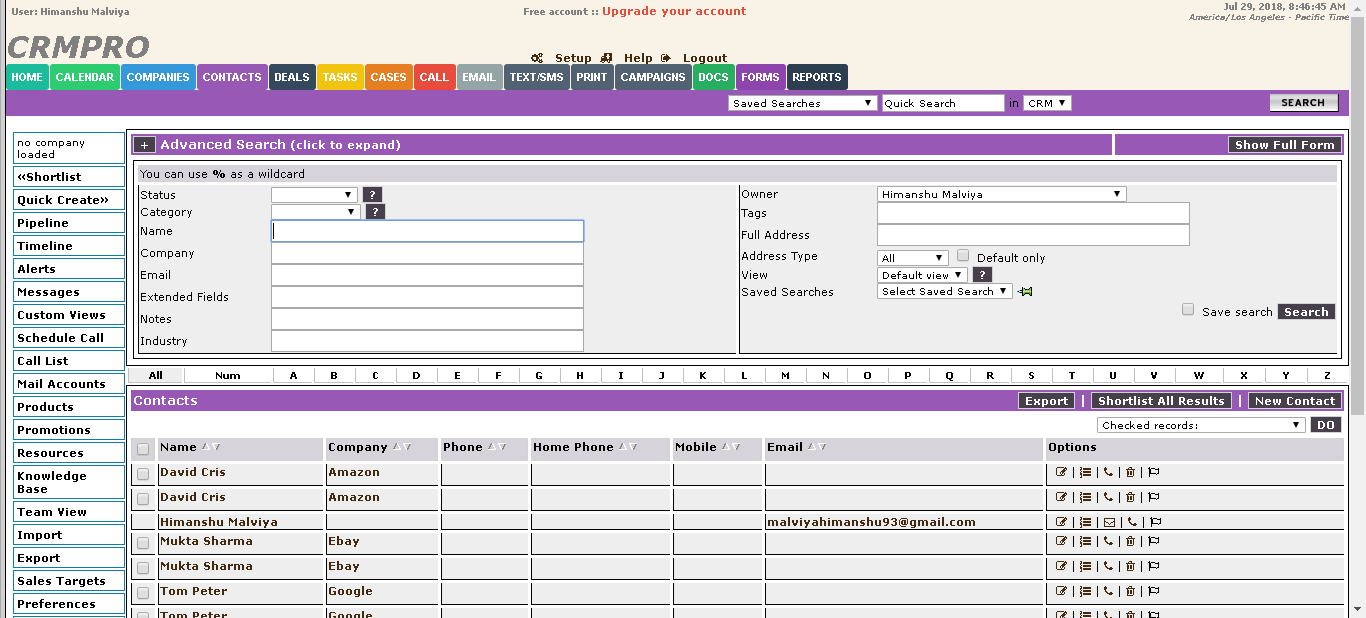 User: Himanshu Malviya
Free account :: Upgrade your account
Jul 29, 2018, 8:46:45 AM
America/Los Angeles - Pacific Time
CRMPRO
Setup Help Logout
HOME CALENDAR COMPANIES CONTACTS DEALS TASKS CASES CALL EMAIL TEXT/SMS PRINT CAMPAIGNS DOCS FORMS REPORTS
Saved Searches Quick Search in CRM SEARCH
no company
loaded
«Shortlist
Quick Create»
Pipeline
Timeline
Alerts
Messages
Custom Views
Schedule Call
Call List
Mail Accounts
Products
Promotions
Resources
Knowledge
Base
Team View
Import
Export
Sales Targets
Preferences
+ Advanced Search (click to expand) Show Full Form
You can use % as a wildcard
Status ?
Category ?
Name
Company
Email
Extended Fields
Notes
Industry
Owner Himanshu Malviya
Tags
Full Address
Address Type All Default only
View Default view ?
Saved Searches Select Saved Search
Save search Search
All Num A B C D E F G H I J K L M N O P Q R S T U V W X Y Z
Contacts Export | Shortlist All Results | New Contact
Checked records: DO
Name Company Phone Home Phone Mobile Email Options
David Cris Amazon
David Cris Amazon
Himanshu Malviya malviyahimanshu93@gmail.com
Mukta Sharma Ebay
Mukta Sharma Ebay
Tom Peter Google
Tom Peter Google